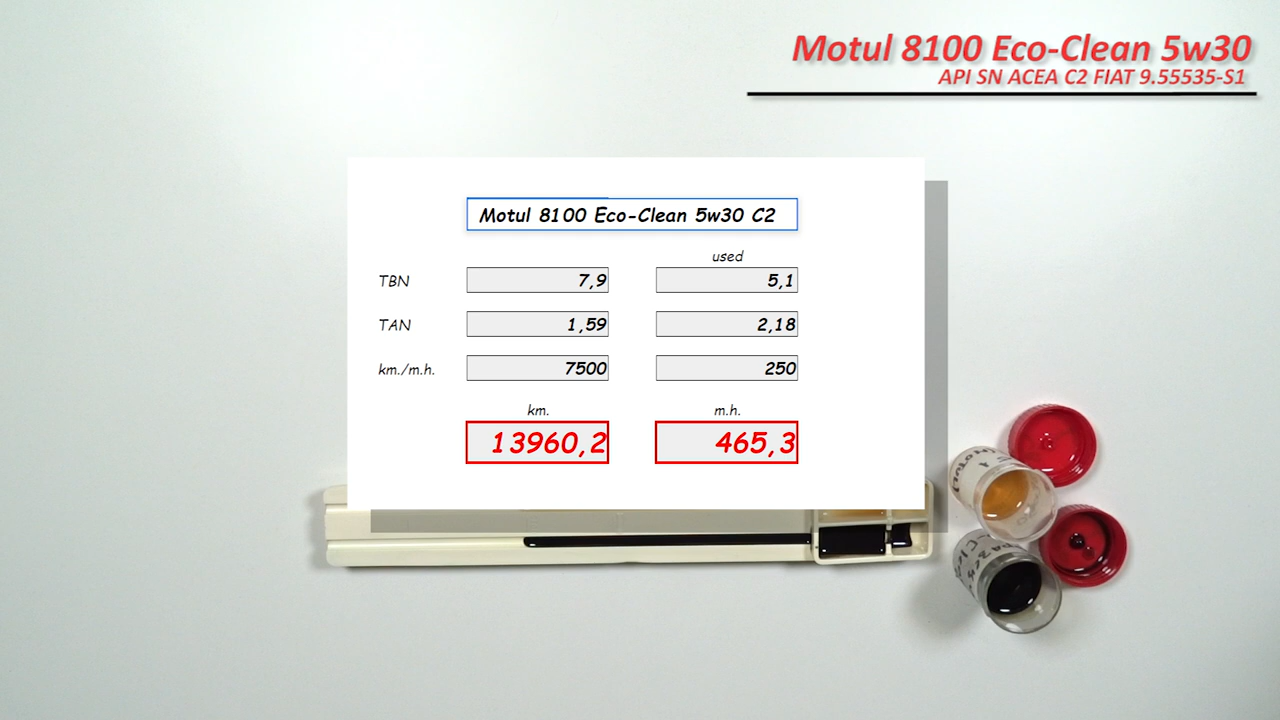 Motul 8100 Eco-Clean 5w30
API SN ACEA C2 FIAT 9.55535-S1
Motul 8100 Eco-Clean 5w30 C2
used
TBN 7,9 5,1
TAN 1,59 2,18
km./m.h. 7500 250
km. m.h.
13960,2 465,3